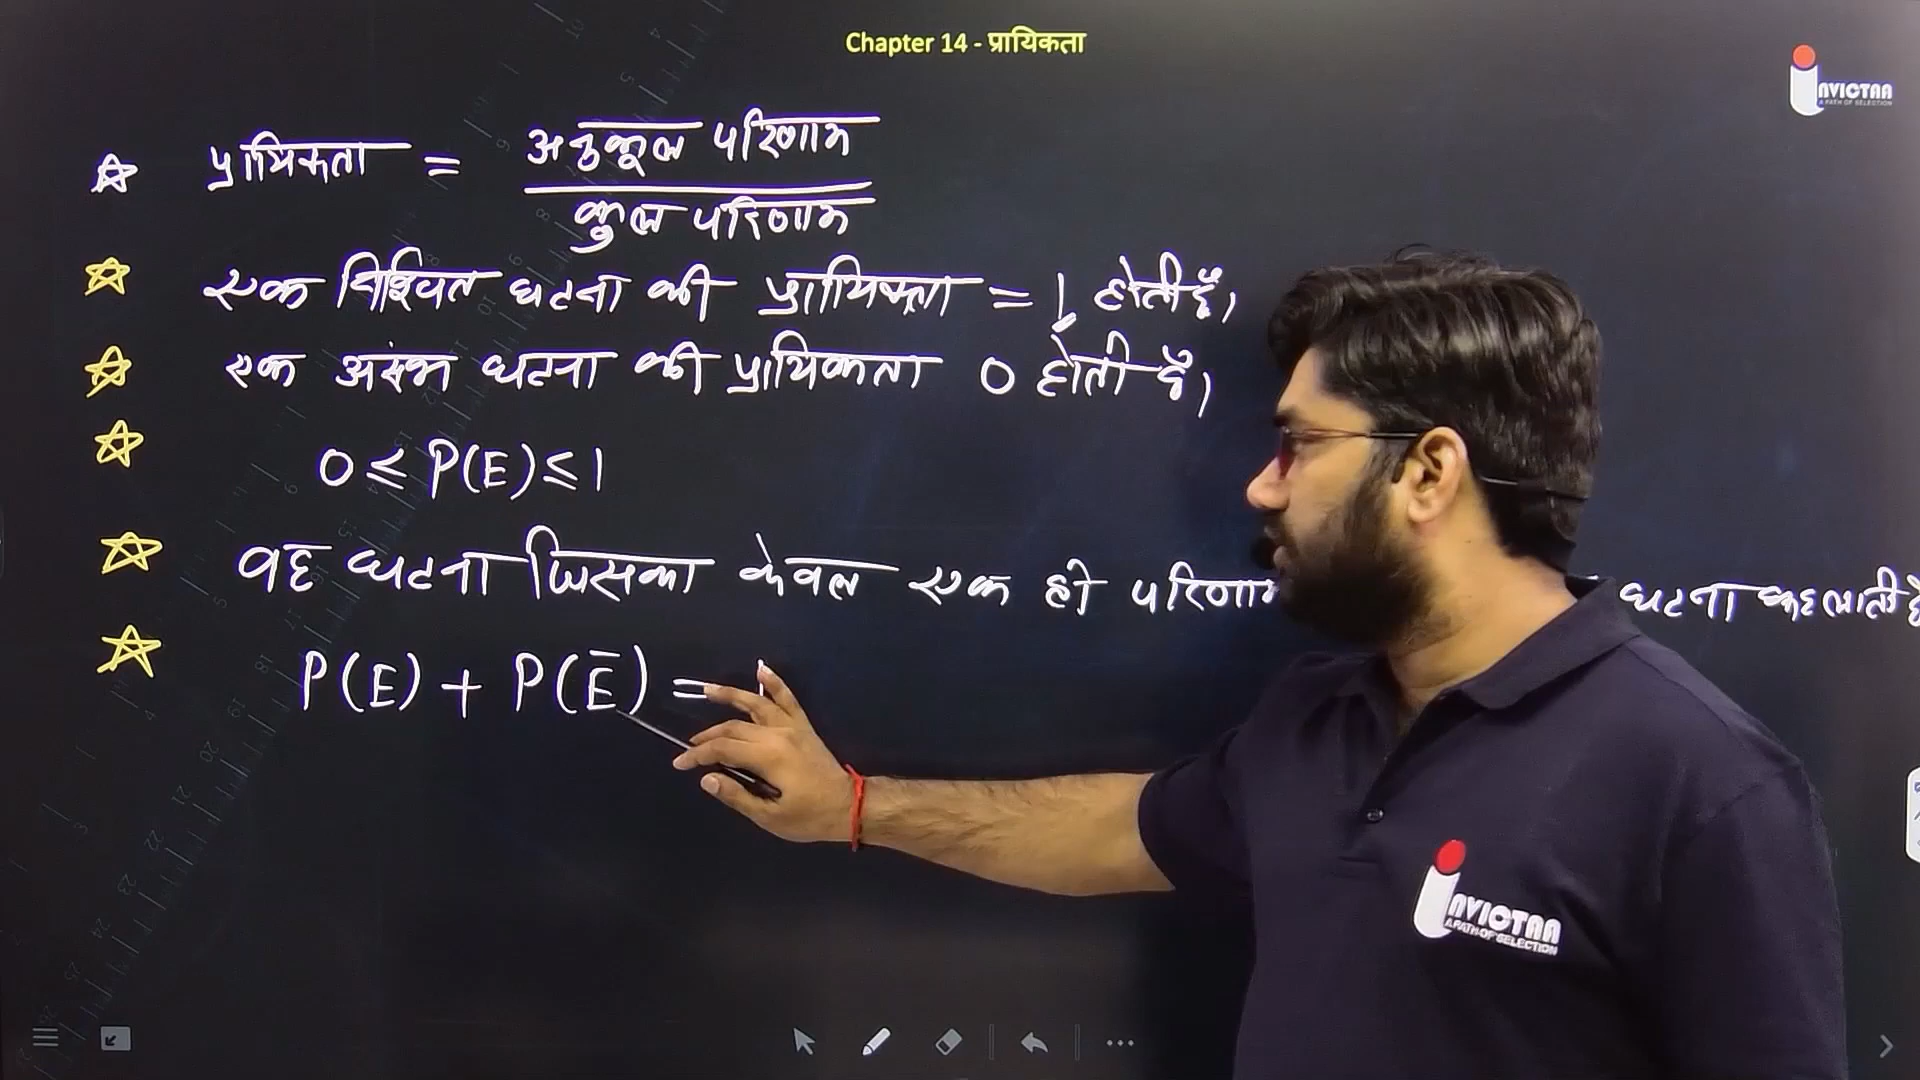 Chapter 14 - प्रायिकता
INVICTAA
A PATH OF SELECTION
प्रायिकता = अनुकूल परिणाम
कुल परिणाम
एक निश्चित घटना की प्रायिकता = 1 होती हैं।
एक असंभव घटना की प्रायिकता 0 होती हैं।
0 ≤ P(E) ≤ 1
वह घटना जिसका केवल एक ही परिणाम घटना कहलाती
P(E) + P(Ē) = 1
INVICTAA
A PATH OF SELECTION